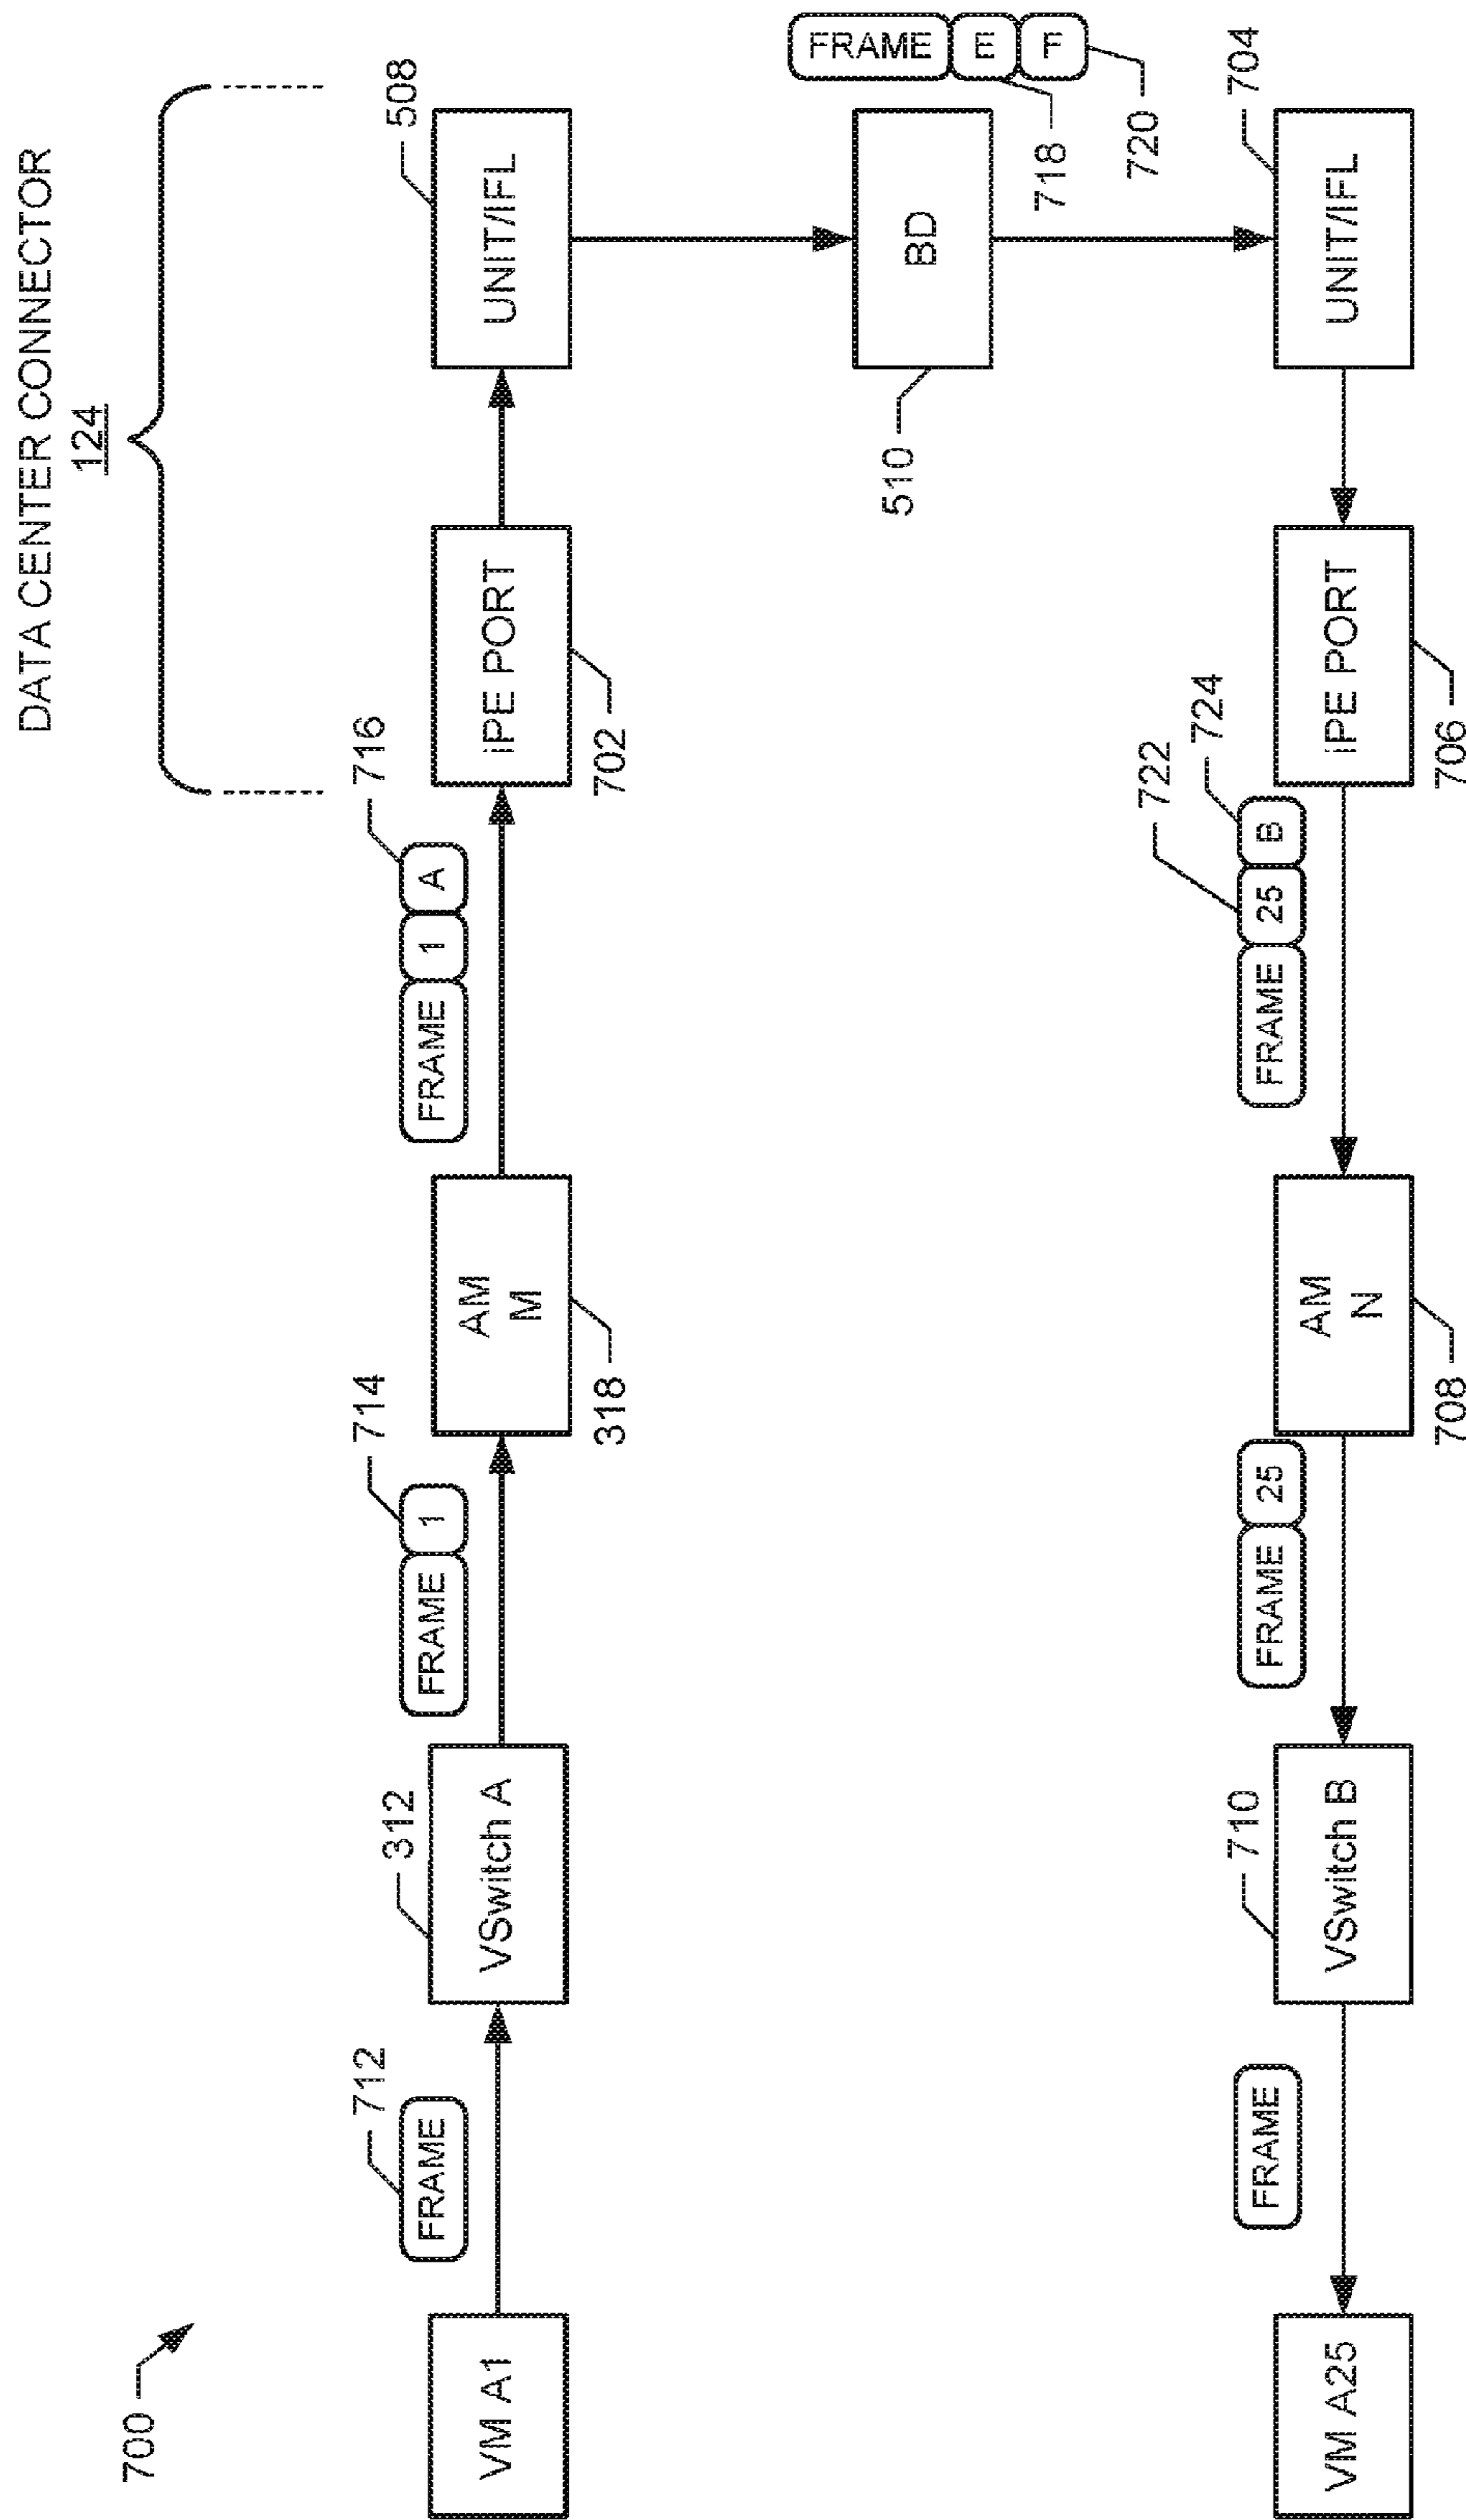 DATA CENTER CONNECTOR
124
700
712
714
716
508
FRAME
FRAME 1
FRAME 1 A
VM A1
VSwitch A
312
AM
M
318
iPE PORT
702
UNIT/IFL
BD
510
FRAME E F
718
720
704
722
724
FRAME
FRAME 25
FRAME 25 B
VM A25
VSwitch B
710
AM
N
708
iPE PORT
706
UNIT/IFL